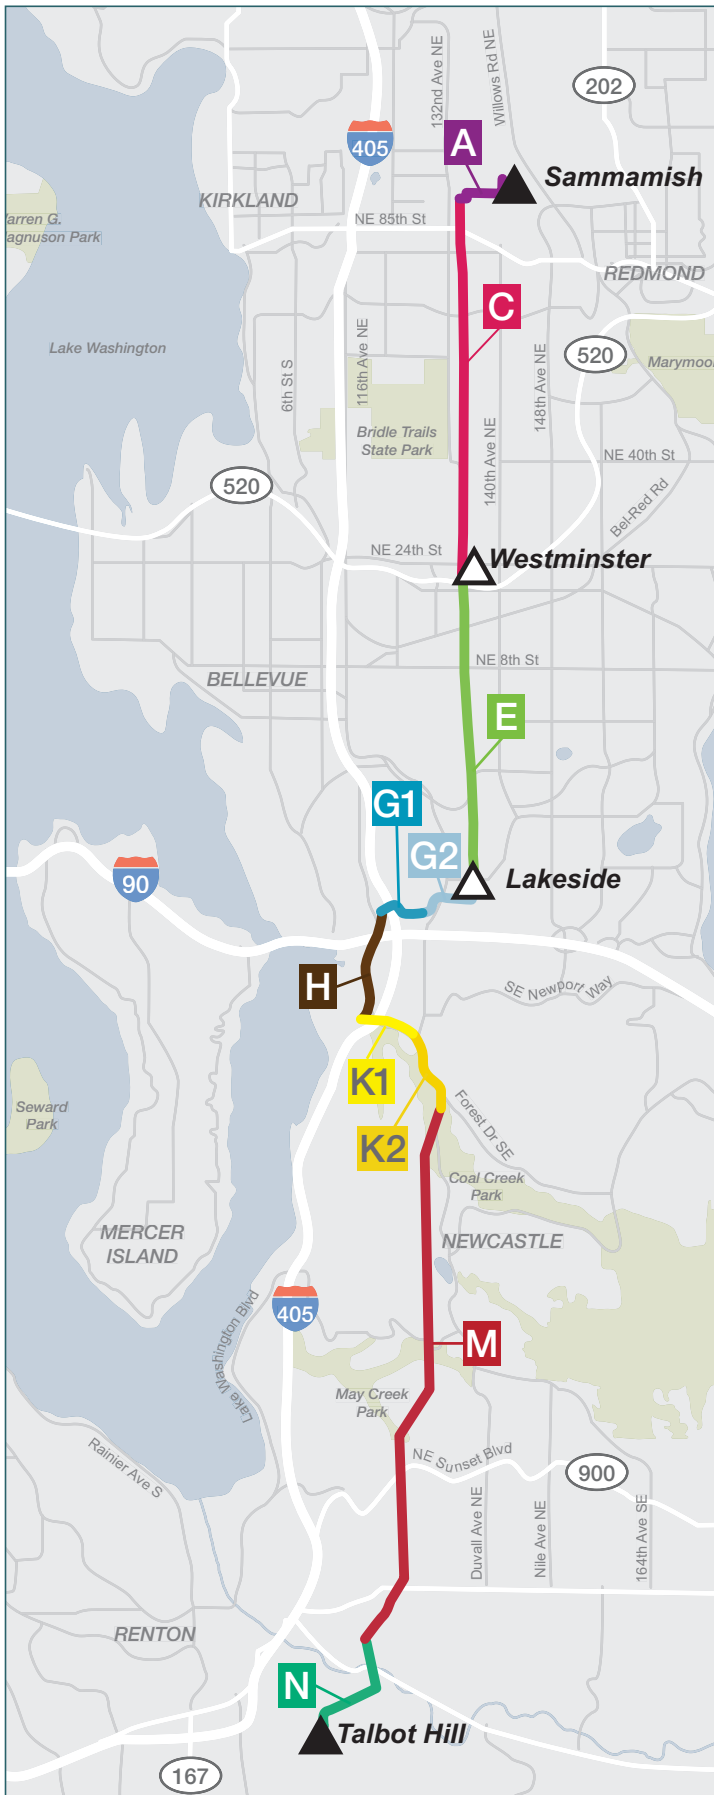 132nd Ave NE
Willows Rd NE
202
405
A
Sammamish
KIRKLAND
NE 85th St
REDMOND
C
Lake Washington
6th St S
116th Ave NE
148th Ave NE
520
Bridle Trails
State Park
140th Ave NE
NE 40th St
520
Bel-Red Rd
NE 24th St
Westminster
NE 8th St
BELLEVUE
E
G1
G2
90
Lakeside
H
SE Newport Way
K1
Seward
Park
K2
Forest Dr SE
Coal Creek
Park
MERCER
ISLAND
NEWCASTLE
405
Lake Washington Blvd
M
May Creek
Park
Rainier Ave S
NE Sunset Blvd
900
Duvall Ave NE
Nile Ave NE
164th Ave SE
RENTON
N
Talbot Hill
167